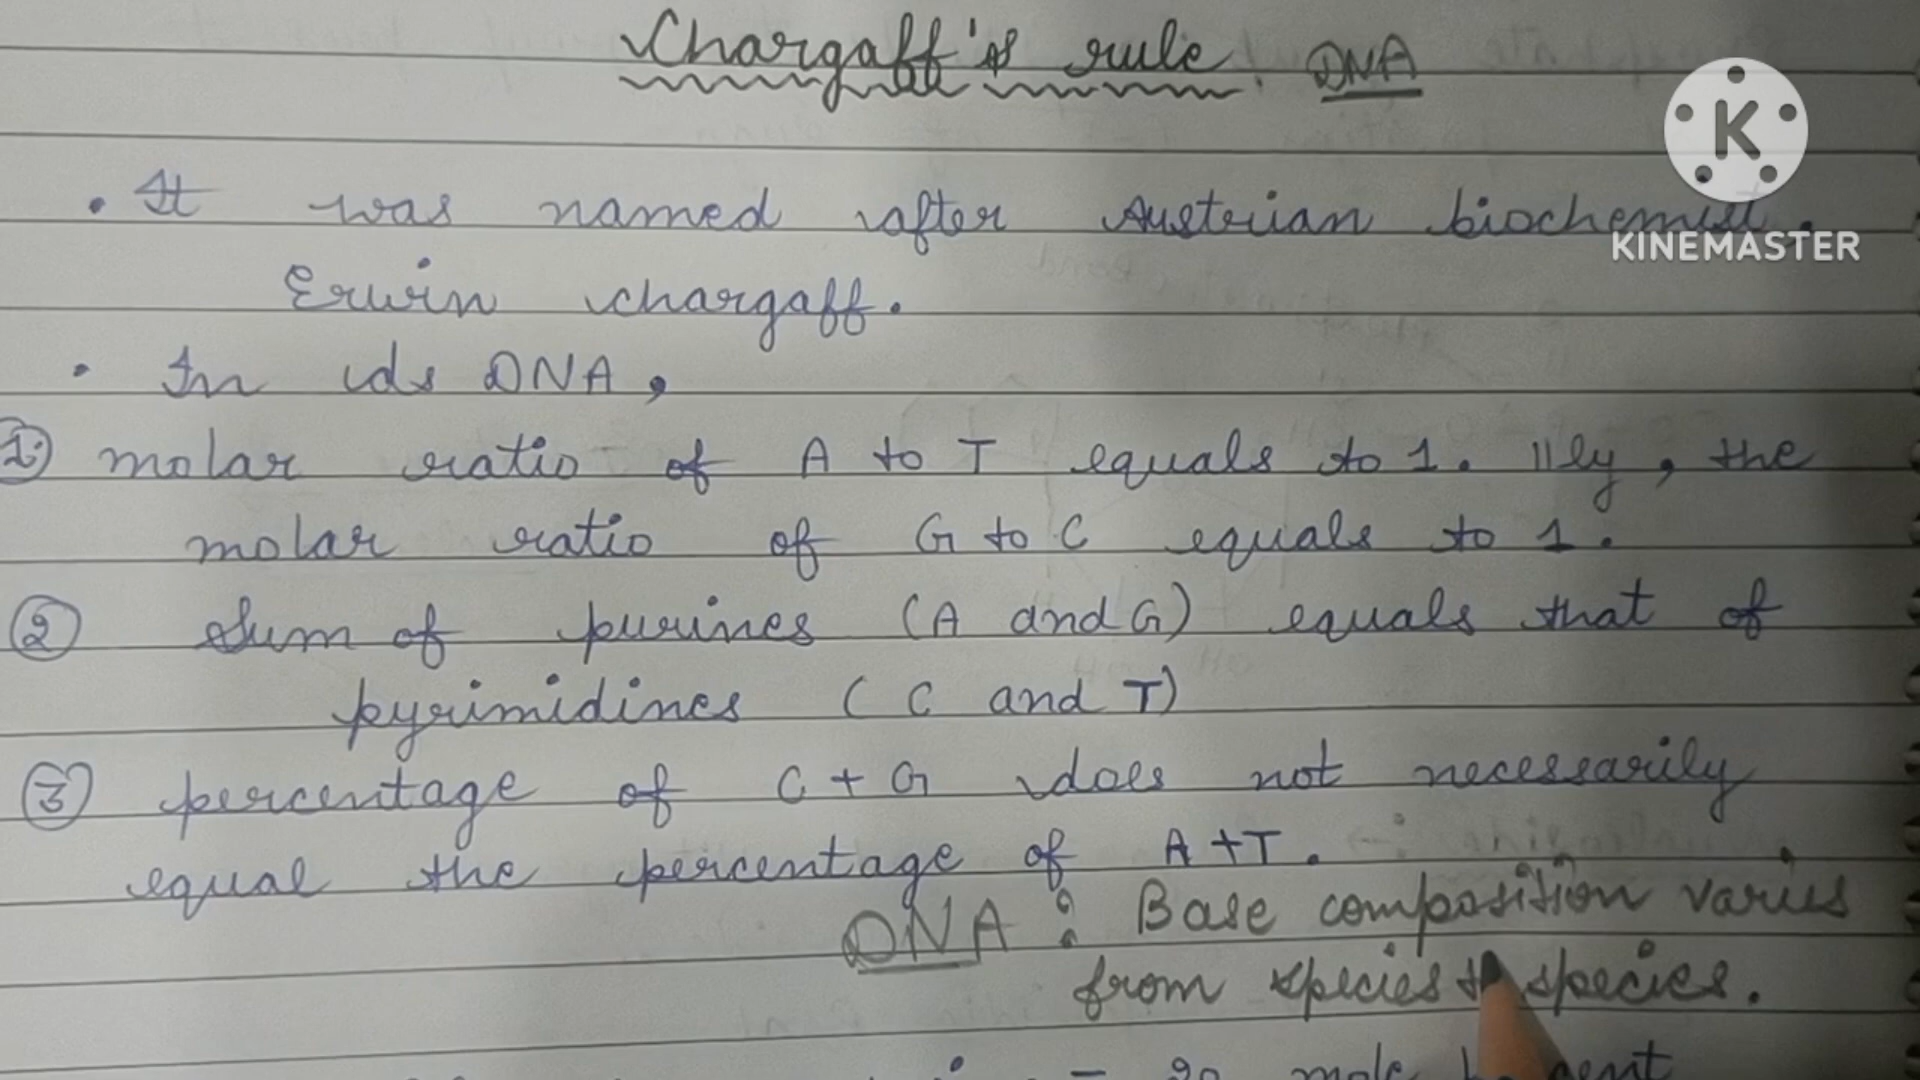 Chargaff's rule. DNA
K
KINEMASTER
• It was named after Austrian biochemist.
Erwin chargaff.
• In ds DNA,
1. molar ratio of A to T equals to 1. lly, the
molar ratio of G to C equals to 1.
2 Sum of purines (A and G) equals that of
pyrimidines (C and T)
3 percentage of C + G does not necessarily
equal the percentage of A +T.
DNA : Base composition varies
from species to species.